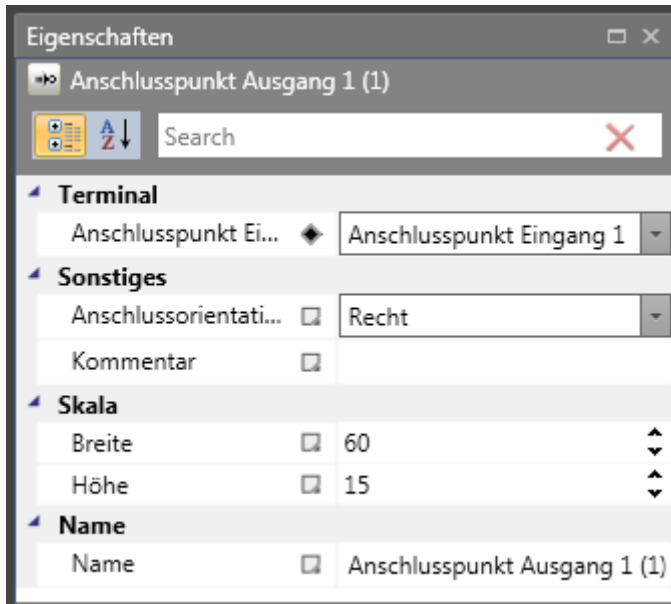 Eigenschaften
Anschlusspunkt Ausgang 1 (1)
A
Z
Search
Terminal
Anschlusspunkt Ei... Anschlusspunkt Eingang 1
Sonstiges
Anschlussorientati... Recht
Kommentar
Skala
Breite 60
Höhe 15
Name
Name Anschlusspunkt Ausgang 1 (1)